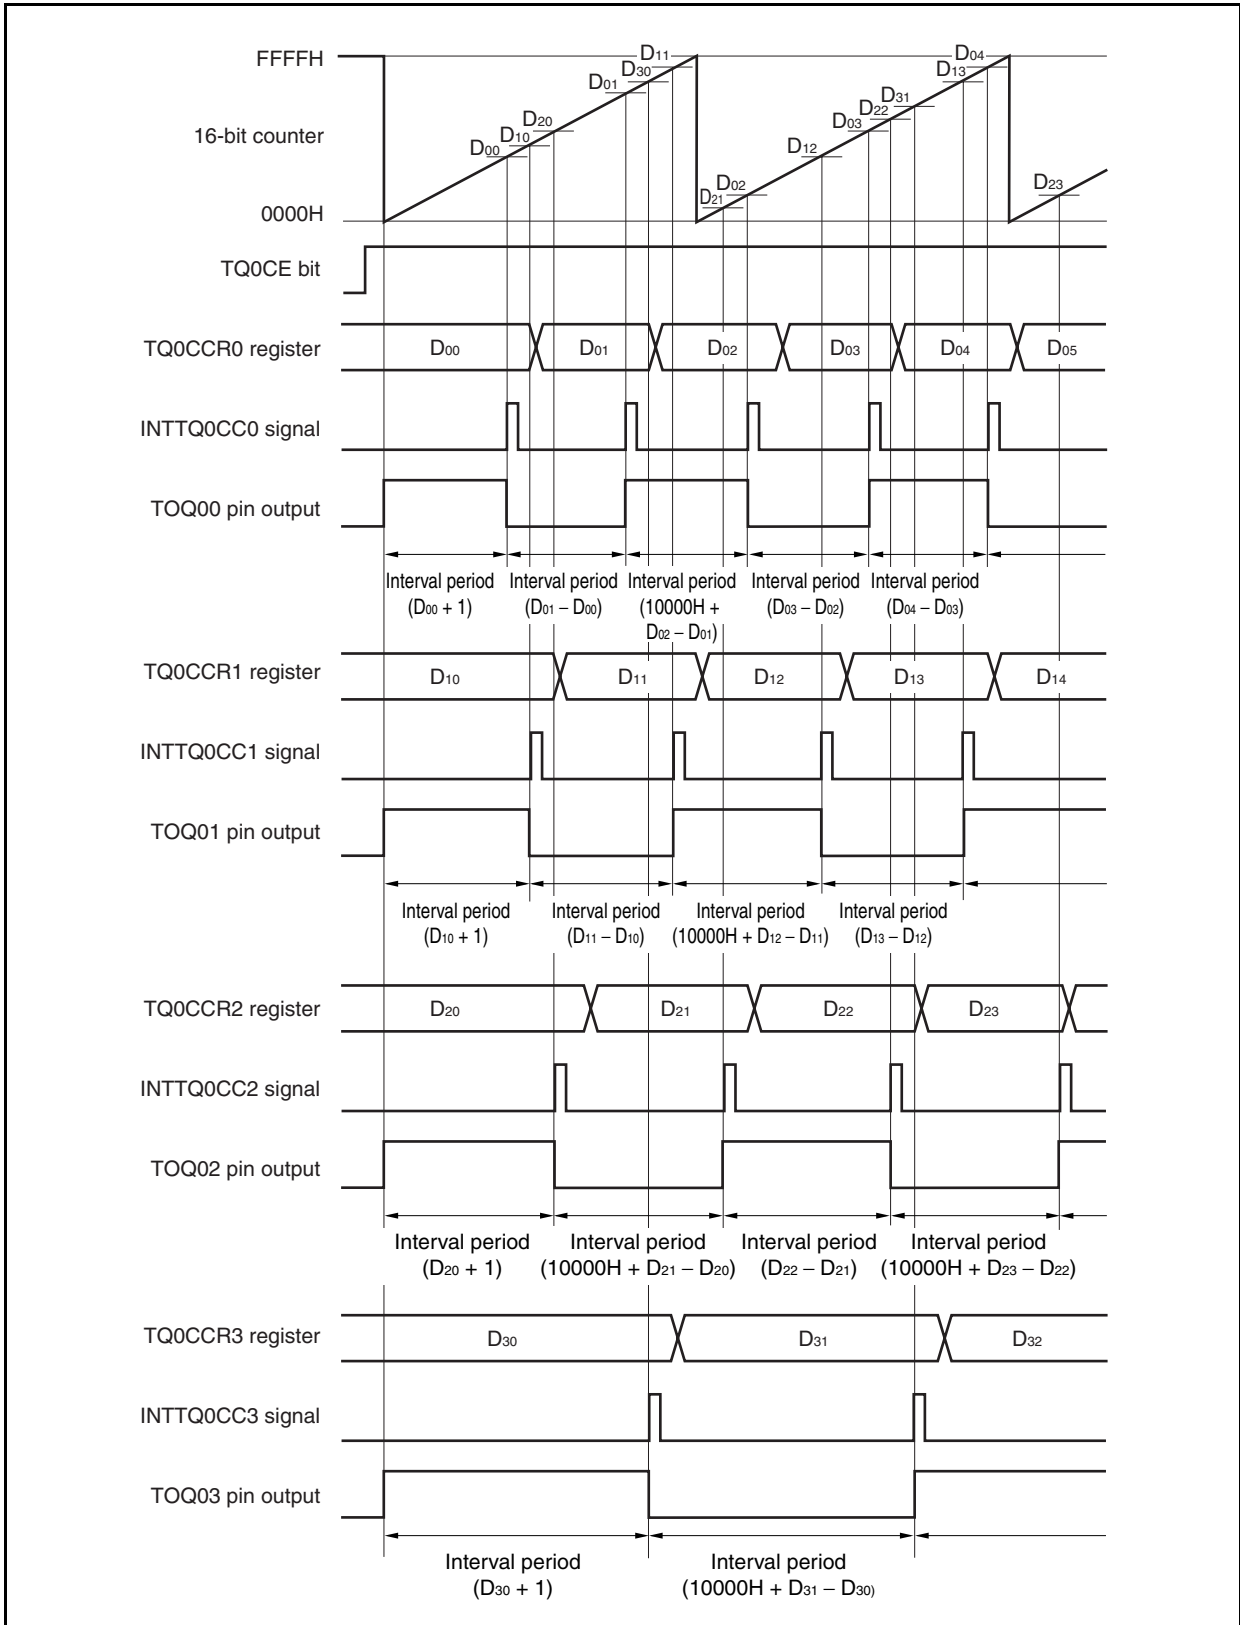 FFFFH
D11
D04
D30
D13
D01
D31
D22
16-bit counter
D20
D10
D03
D00
D12
D02
D23
D21
0000H
TQ0CE bit
TQ0CCR0 register
D00
D01
D02
D03
D04
D05
INTTQ0CC0 signal
TOQ00 pin output
Interval period
(D00 + 1)
Interval period
(D01 – D00)
Interval period
(10000H +
D02 – D01)
Interval period
(D03 – D02)
Interval period
(D04 – D03)
TQ0CCR1 register
D10
D11
D12
D13
D14
INTTQ0CC1 signal
TOQ01 pin output
Interval period
(D10 + 1)
Interval period
(D11 – D10)
Interval period
(10000H + D12 – D11)
Interval period
(D13 – D12)
TQ0CCR2 register
D20
D21
D22
D23
INTTQ0CC2 signal
TOQ02 pin output
Interval period
(D20 + 1)
Interval period
(10000H + D21 – D20)
Interval period
(D22 – D21)
Interval period
(10000H + D23 – D22)
TQ0CCR3 register
D30
D31
D32
INTTQ0CC3 signal
TOQ03 pin output
Interval period
(D30 + 1)
Interval period
(10000H + D31 – D30)